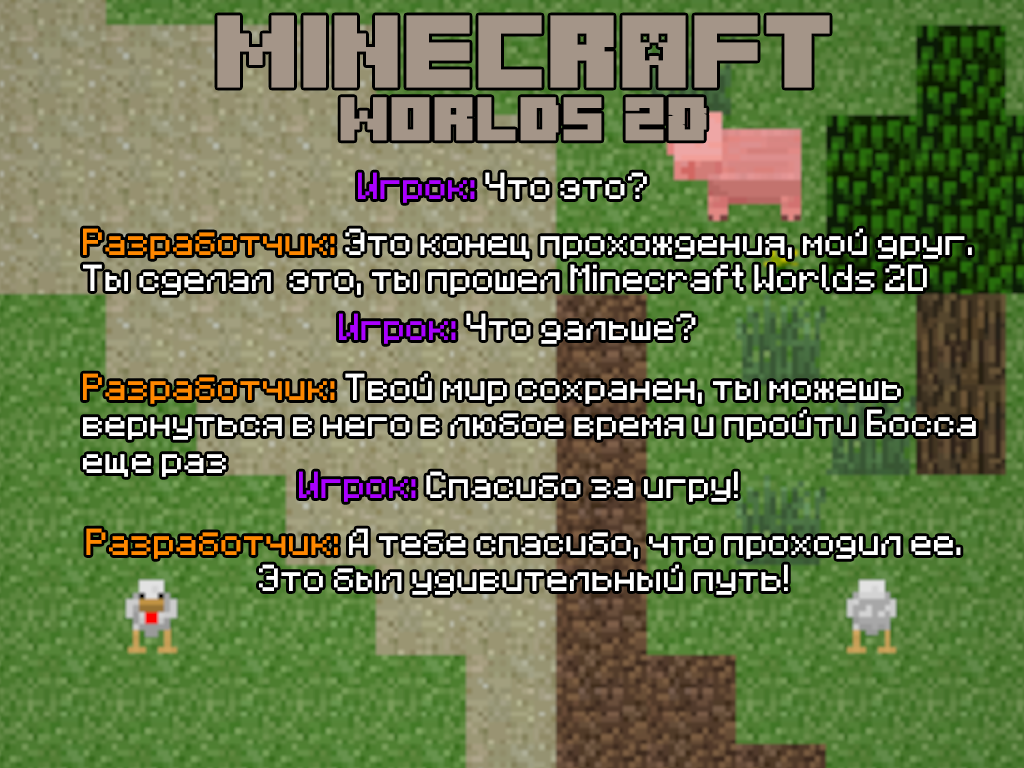 MINECRAFT
WORLDS 2D
Игрок: Что это?
Разработчик: Это конец прохождения, мой друг.
Ты сделал это, ты прошел Minecraft Worlds 2D
Игрок: Что дальше?
Разработчик: Твой мир сохранен, ты можешь
вернуться в него в любое время и пройти Босса
еще раз
Игрок: Спасибо за игру!
Разработчик: А тебе спасибо, что проходил ее.
Это был удивительный путь!